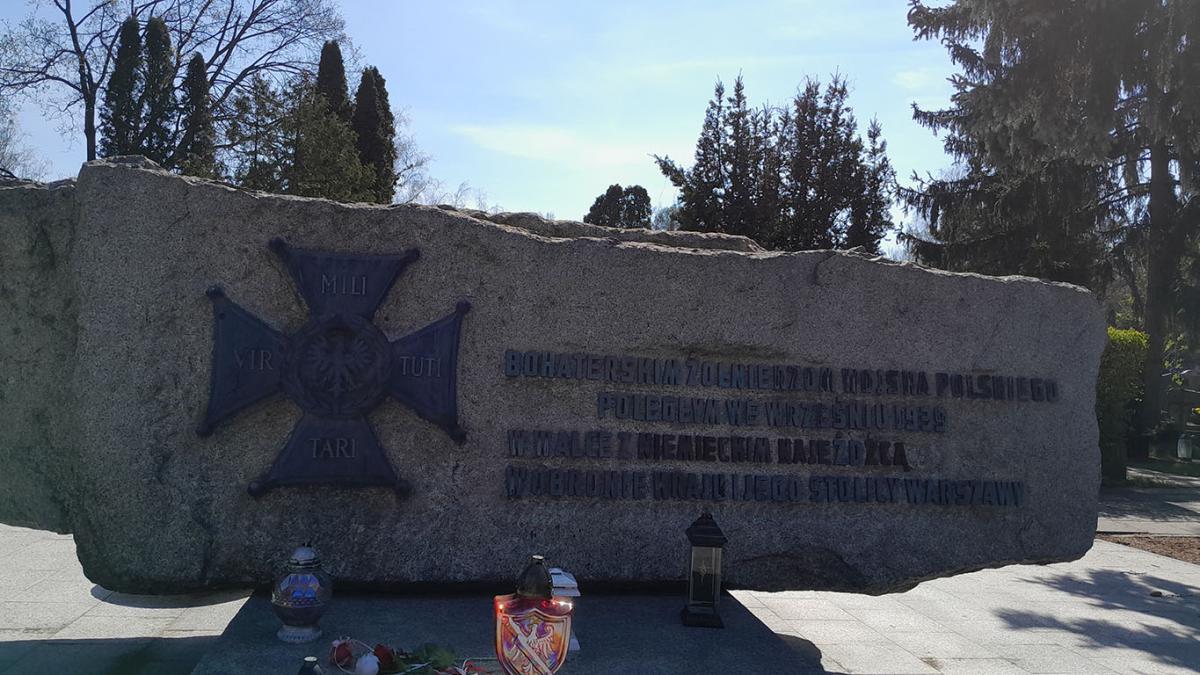 MILI
VIR
TUTI
TARI
BOHATERSKIM ŻOŁNIERZOM WOJSKA POLSKIEGO
POLEGŁYM WE WRZEŚNIU 1939
W WALCE Z NIEMIECKIM NAJEŹDŹCĄ
W OBRONIE KRAJU I JEGO STOLICY WARSZAWY